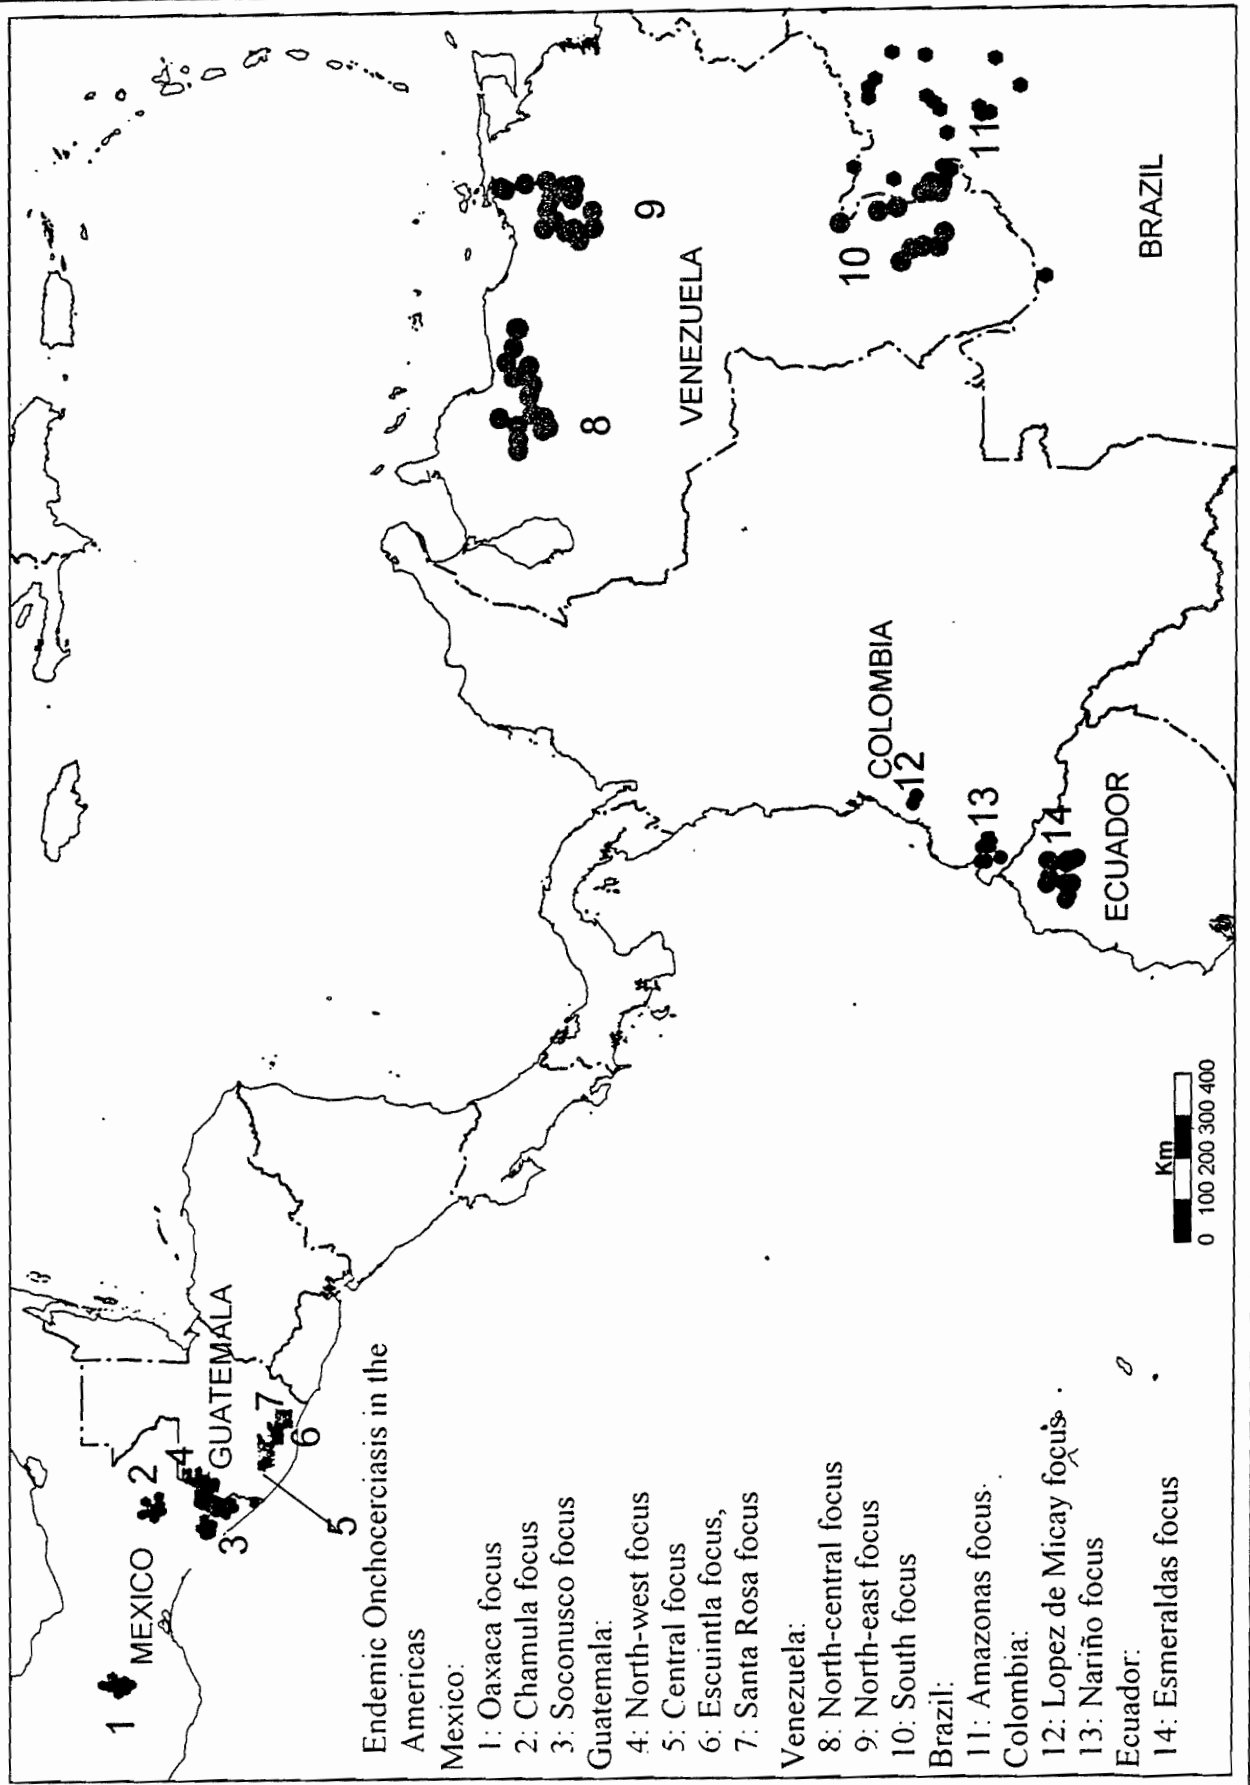 MEXICO
GUATEMALA
VENEZUELA
COLOMBIA
ECUADOR
BRAZIL
1
2
3
4
5
6
7
8
9
10
11
12
13
14
Km
0 100 200 300 400
Endemic Onchocerciasis in the
Americas
Mexico:
1: Oaxaca focus
2: Chamula focus
3: Soconusco focus
Guatemala:
4: North-west focus
5: Central focus
6: Escuintla focus,
7: Santa Rosa focus
Venezuela:
8: North-central focus
9: North-east focus
10: South focus
Brazil:
11: Amazonas focus.
Colombia:
12: Lopez de Micay focus.
13: Nariño focus
Ecuador:
14: Esmeraldas focus